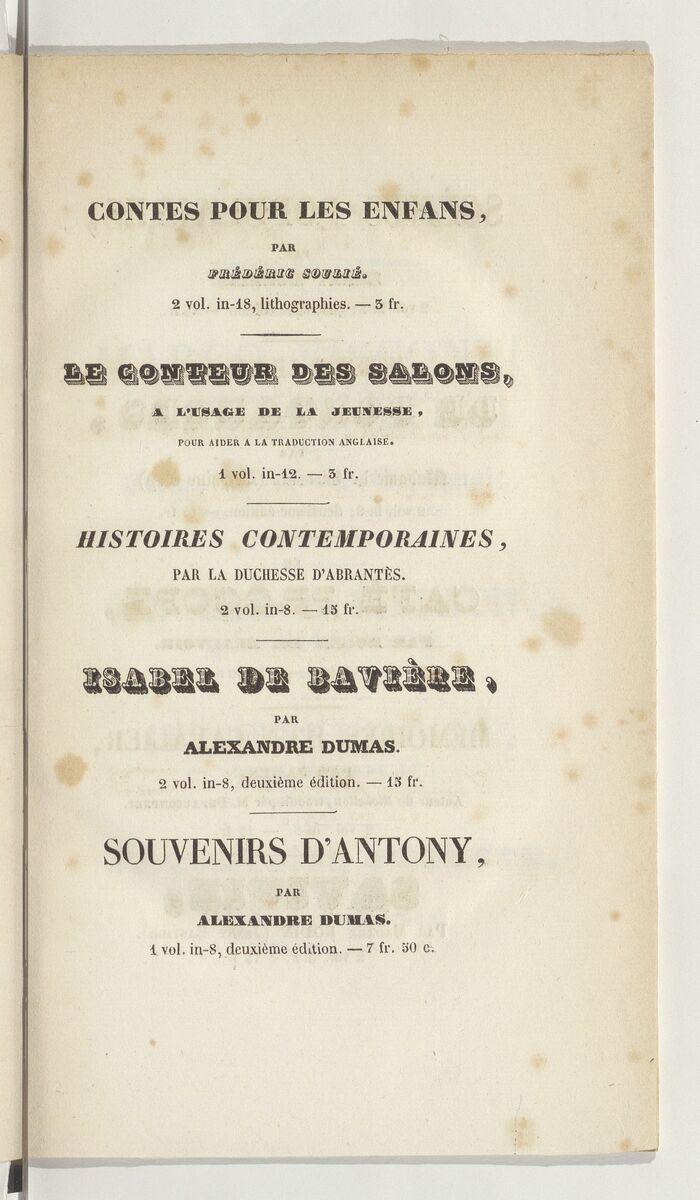 CONTES POUR LES ENFANS,
PAR
FRÉDÉRIC SOULIÉ.
2 vol. in-18, lithographies. — 3 fr.
LE CONTEUR DES SALONS,
A L'USAGE DE LA JEUNESSE,
POUR AIDER A LA TRADUCTION ANGLAISE.
1 vol. in-12. — 3 fr.
HISTOIRES CONTEMPORAINES,
PAR LA DUCHESSE D'ABRANTÈS.
2 vol. in-8. — 15 fr.
ISABEL DE BAVIÈRE,
PAR
ALEXANDRE DUMAS.
2 vol. in-8, deuxième édition. — 15 fr.
SOUVENIRS D'ANTONY,
PAR
ALEXANDRE DUMAS.
1 vol. in-8, deuxième édition. — 7 fr. 50 c.